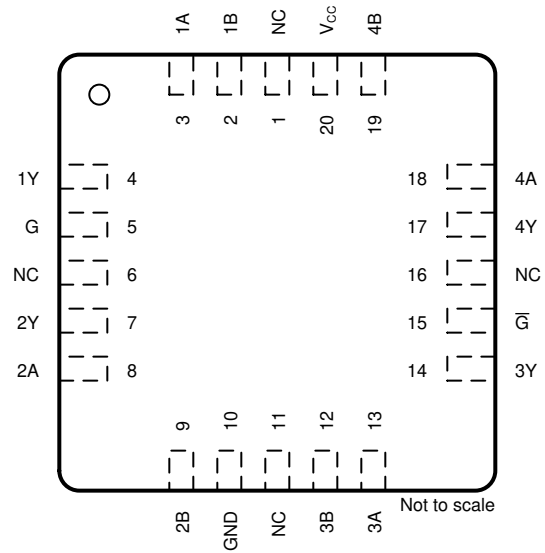 1A 1B NC VCC 4B
3 2 1 20 19
1Y 4 18 4A
G 5 17 4Y
NC 6 16 NC
2Y 7 15 G̅
2A 8 14 3Y
9 10 11 12 13
Not to scale
2B GND NC 3B 3A